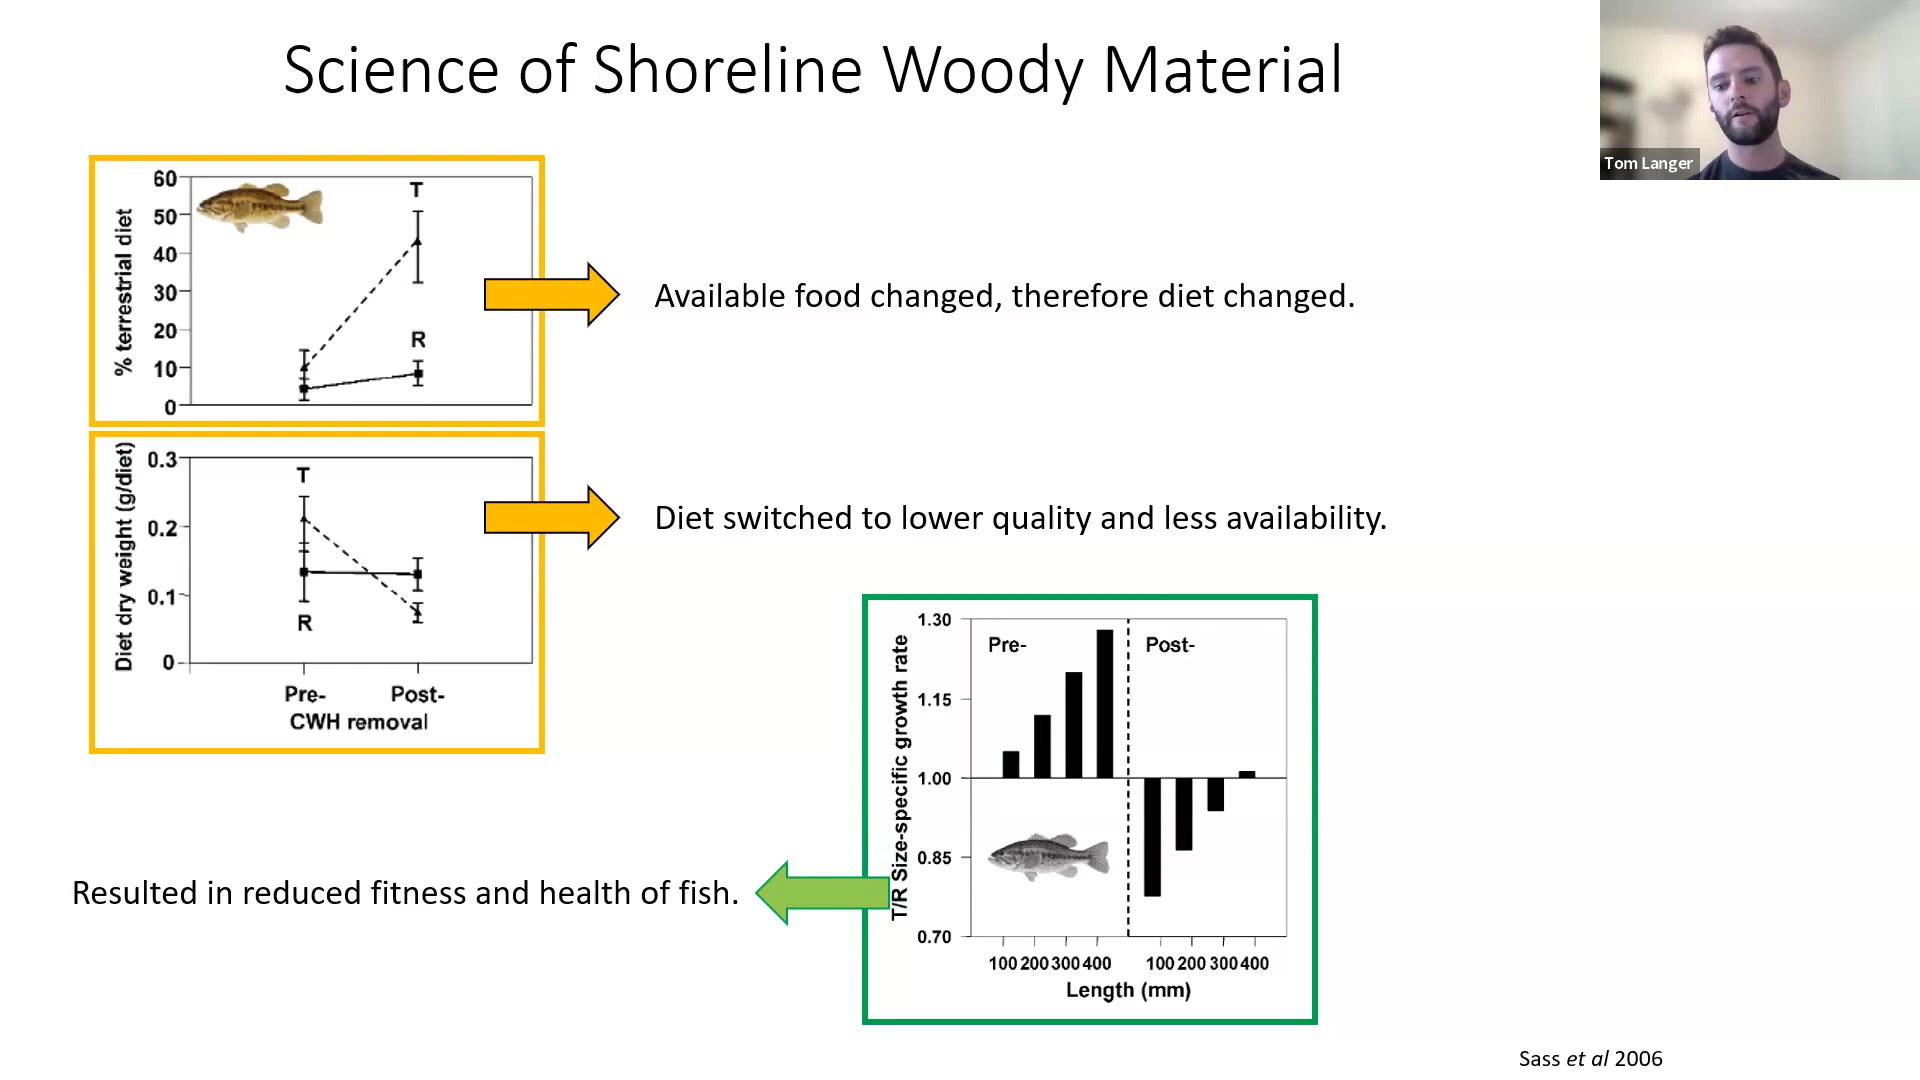 Science of Shoreline Woody Material
Tom Langer
% terrestrial diet
60
50
40
30
20
10
0
T
R
Available food changed, therefore diet changed.
Diet dry weight (g/diet)
0.3
0.2
0.1
0
T
R
Pre-
Post-
CWH removal
Diet switched to lower quality and less availability.
T/R Size-specific growth rate
1.30
1.15
1.00
0.85
0.70
Pre-
Post-
100 200 300 400
100 200 300 400
Length (mm)
Resulted in reduced fitness and health of fish.
Sass et al 2006